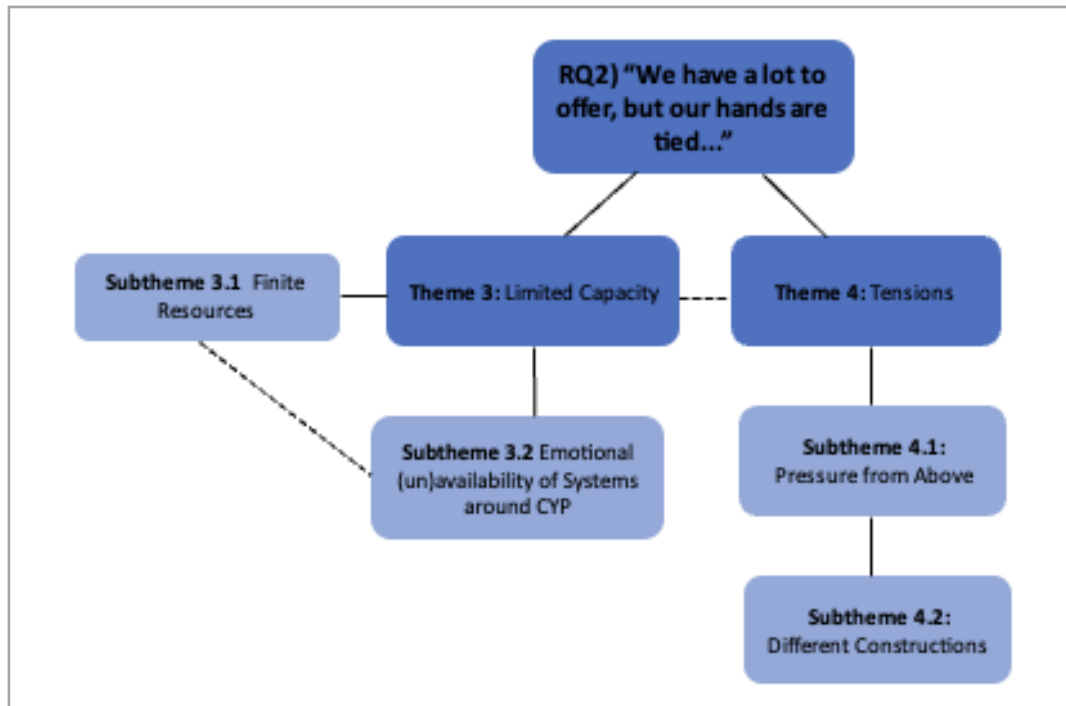 RQ2) “We have a lot to
offer, but our hands are
tied...”
Subtheme 3.1 Finite
Resources
Theme 3: Limited Capacity
Theme 4: Tensions
Subtheme 3.2 Emotional
(un)availability of Systems
around CYP
Subtheme 4.1:
Pressure from Above
Subtheme 4.2:
Different Constructions